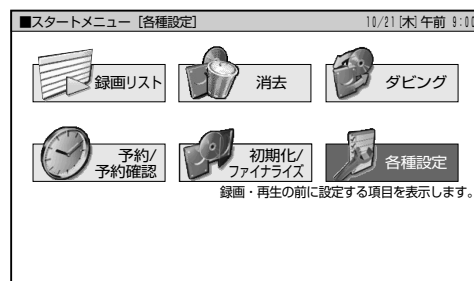 ■スタートメニュー [各種設定] 10/21[木]午前 9:00
録画リスト 消去 ダビング
予約/ 初期化/ 各種設定
予約確認 ファイナライズ
録画・再生の前に設定する項目を表示します。